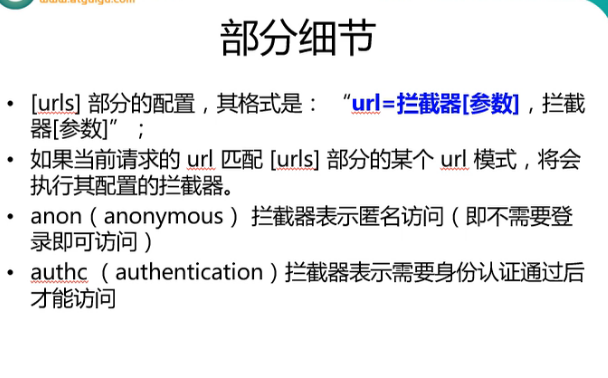 www.atguigu.com
部分细节
• [urls] 部分的配置，其格式是： “url=拦截器[参数]，拦截
器[参数]” ；
• 如果当前请求的 url 匹配 [urls] 部分的某个 url 模式，将会
执行其配置的拦截器。
• anon（anonymous） 拦截器表示匿名访问（即不需要登
录即可访问）
• authc （authentication）拦截器表示需要身份认证通过后
才能访问